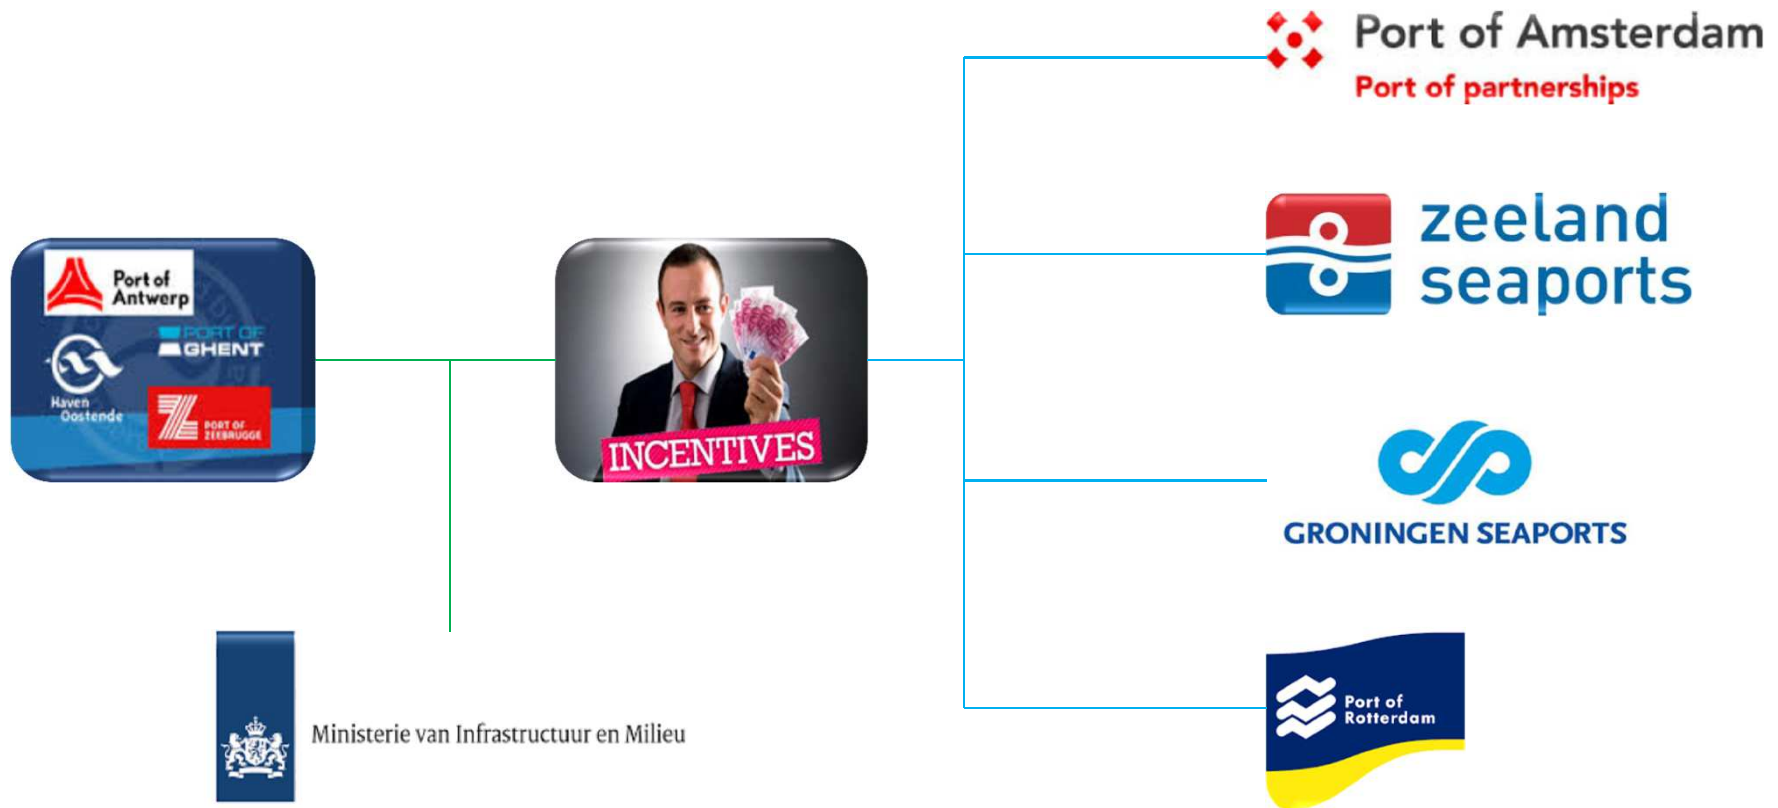 Port of Amsterdam
Port of partnerships
zeeland
seaports
Port of
Antwerp
PORT OF
GHENT
Haven
Oostende
PORT OF
ZEEBRUGGE
INCENTIVES
GRONINGEN SEAPORTS
Port of
Rotterdam
Ministerie van Infrastructuur en Milieu